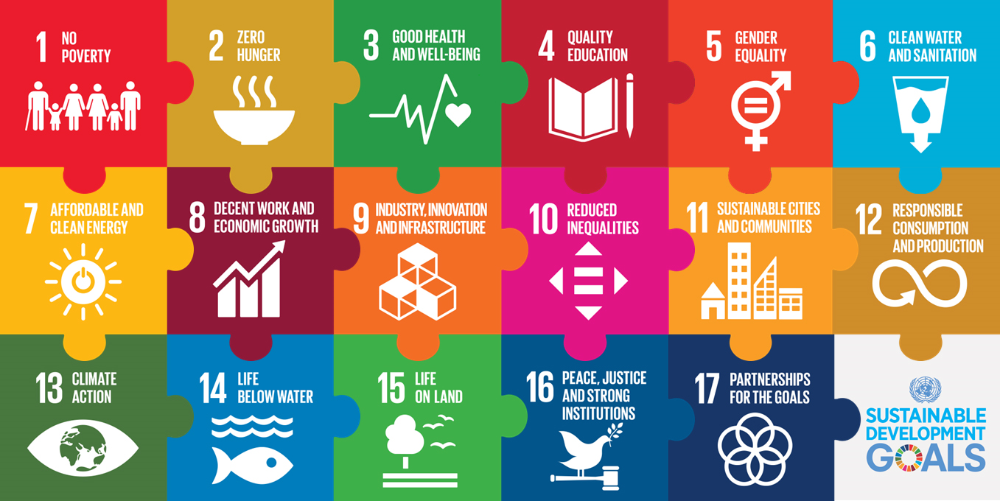 1 NO
POVERTY
2 ZERO
HUNGER
3 GOOD HEALTH
AND WELL-BEING
4 QUALITY
EDUCATION
5 GENDER
EQUALITY
6 CLEAN WATER
AND SANITATION
7 AFFORDABLE AND
CLEAN ENERGY
8 DECENT WORK AND
ECONOMIC GROWTH
9 INDUSTRY, INNOVATION
AND INFRASTRUCTURE
10 REDUCED
INEQUALITIES
11 SUSTAINABLE CITIES
AND COMMUNITIES
12 RESPONSIBLE
CONSUMPTION
AND PRODUCTION
13 CLIMATE
ACTION
14 LIFE
BELOW WATER
15 LIFE
ON LAND
16 PEACE, JUSTICE
AND STRONG
INSTITUTIONS
17 PARTNERSHIPS
FOR THE GOALS
SUSTAINABLE
DEVELOPMENT
GOALS